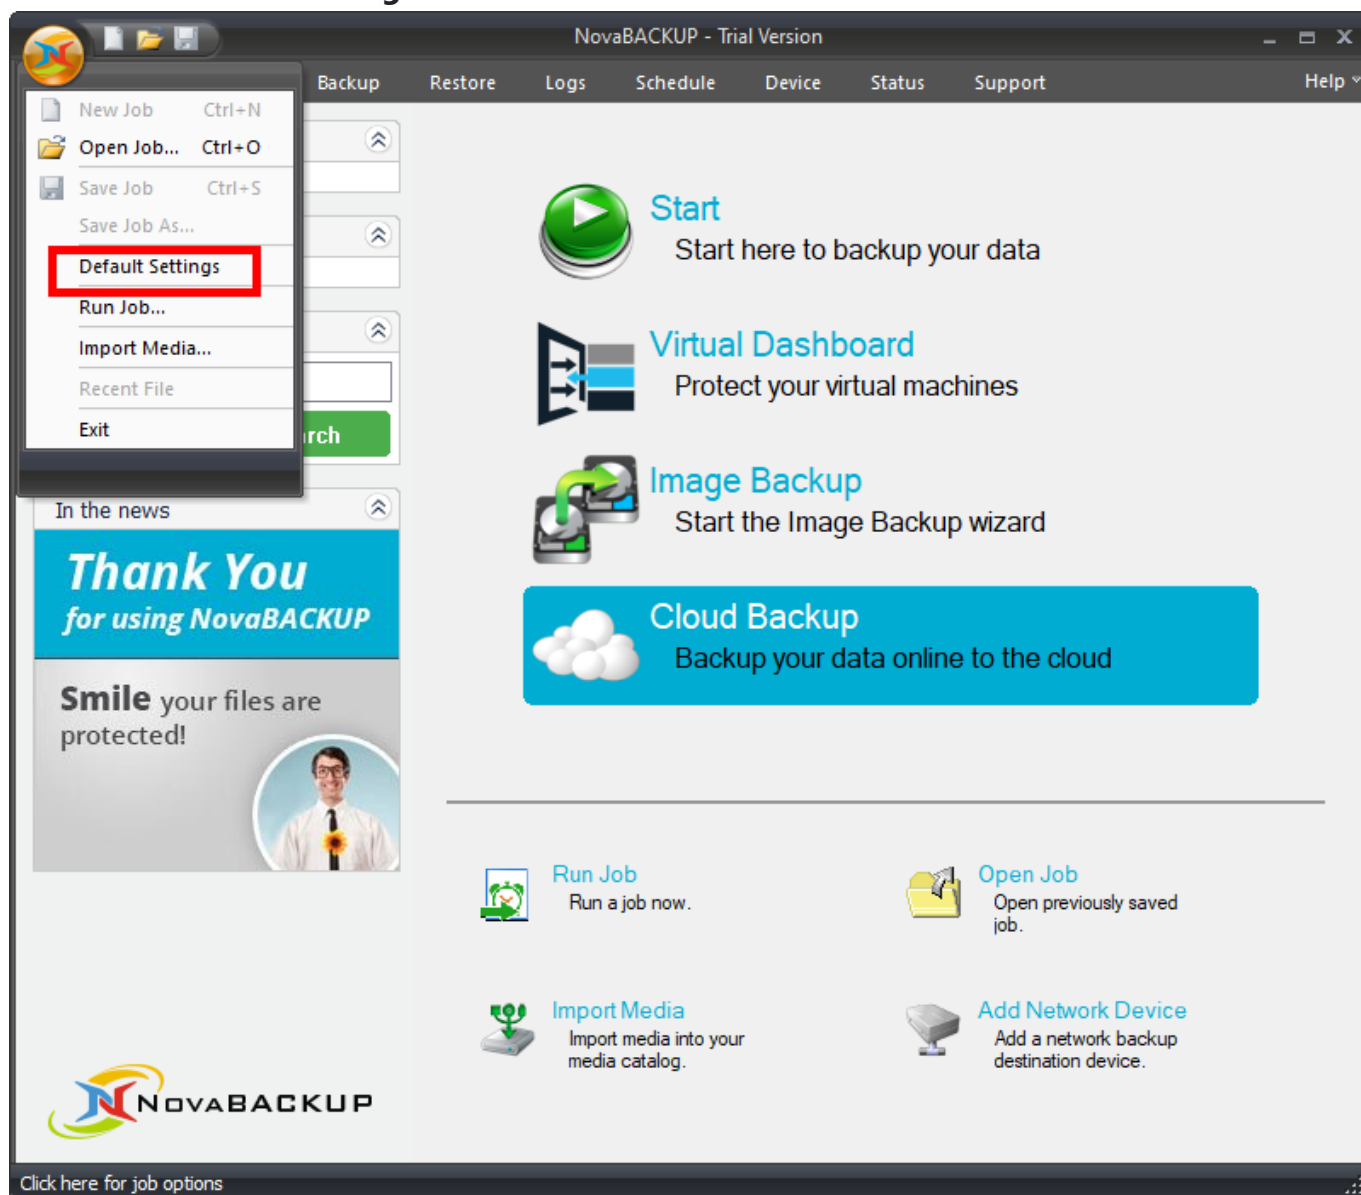 NovaBACKUP - Trial Version
Backup Restore Logs Schedule Device Status Support Help
New Job Ctrl+N
Open Job... Ctrl+O
Save Job Ctrl+S
Save Job As...
Default Settings
Run Job...
Import Media...
Recent File
Exit
In the news
Thank You
for using NovaBACKUP
Smile your files are
protected!
NovaBACKUP
Start
Start here to backup your data
Virtual Dashboard
Protect your virtual machines
Image Backup
Start the Image Backup wizard
Cloud Backup
Backup your data online to the cloud
Run Job
Run a job now.
Open Job
Open previously saved
job.
Import Media
Import media into your
media catalog.
Add Network Device
Add a network backup
destination device.
Click here for job options